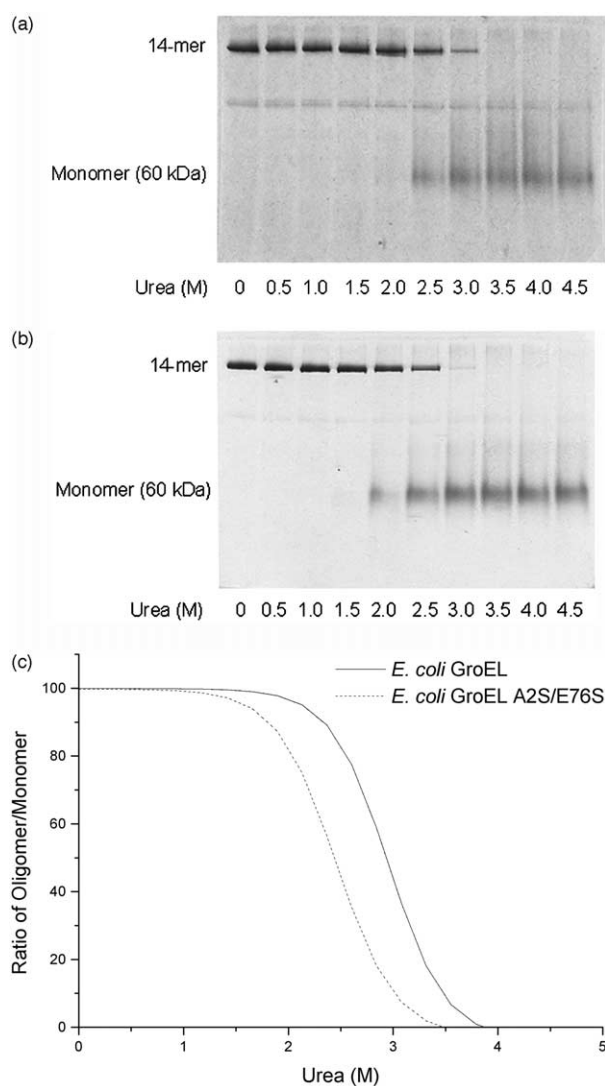 (a)
14-mer
Monomer (60 kDa)
Urea (M) 0 0.5 1.0 1.5 2.0 2.5 3.0 3.5 4.0 4.5
(b)
14-mer
Monomer (60 kDa)
Urea (M) 0 0.5 1.0 1.5 2.0 2.5 3.0 3.5 4.0 4.5
(c)
E. coli GroEL
E. coli GroEL A2S/E76S
100
80
60
40
20
0
Ratio of Oligomer/Monomer
0 1 2 3 4 5
Urea (M)